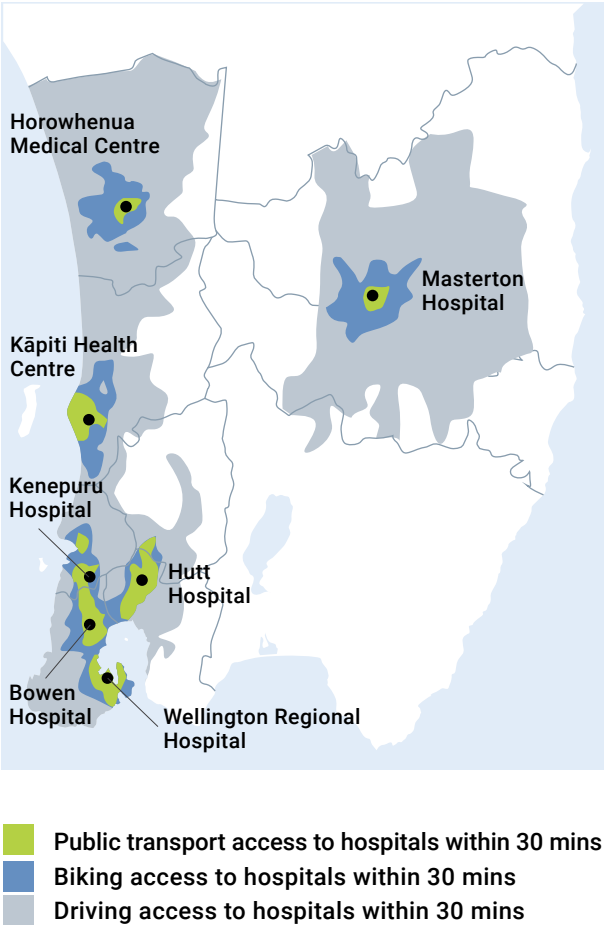 Horowhenua
Medical Centre
Masterton
Hospital
Kāpiti Health
Centre
Kenepuru
Hospital
Hutt
Hospital
Bowen
Hospital
Wellington Regional
Hospital
Public transport access to hospitals within 30 mins
Biking access to hospitals within 30 mins
Driving access to hospitals within 30 mins